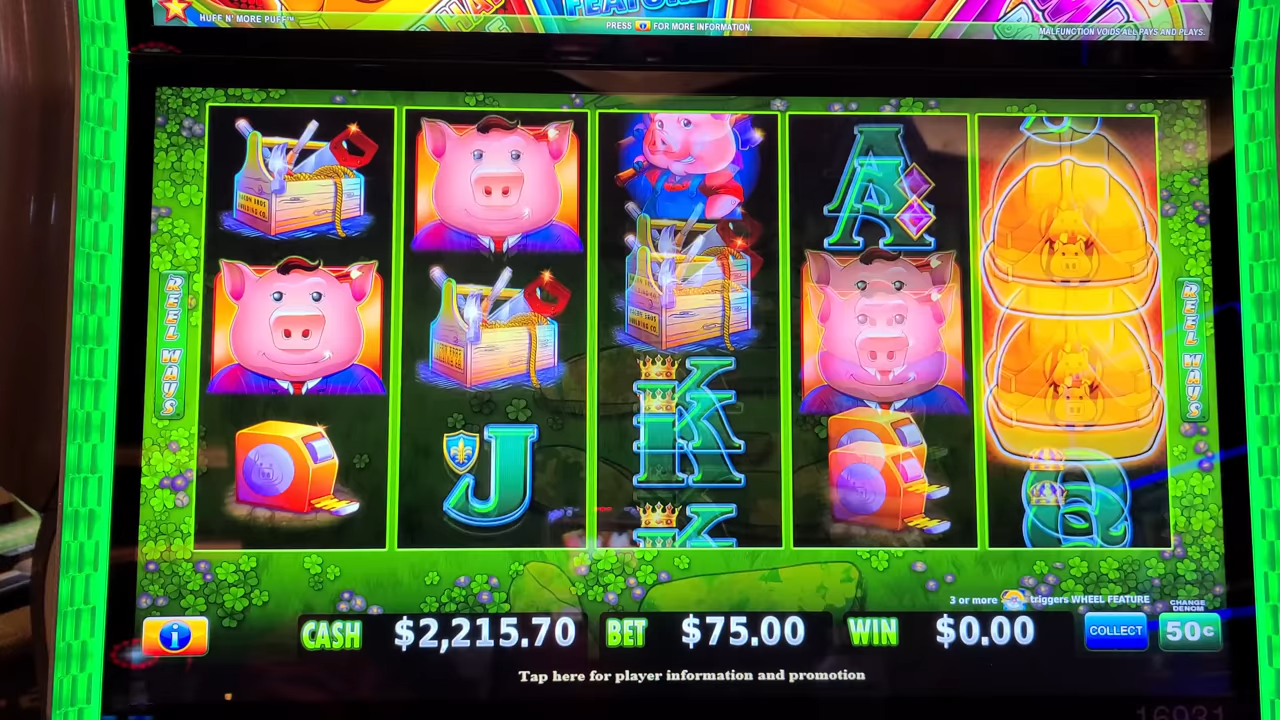 HUFF N' MORE PUFF™
FEATURE
PRESS i FOR MORE INFORMATION.
MALFUNCTION VOIDS ALL PAYS AND PLAYS.
REEL WAYS
REEL WAYS
A
J
K
K
3 or more triggers WHEEL FEATURE
CHANGE DENOM
i
CASH $2,215.70 BET $75.00 WIN $0.00 COLLECT 50¢
Tap here for player information and promotion